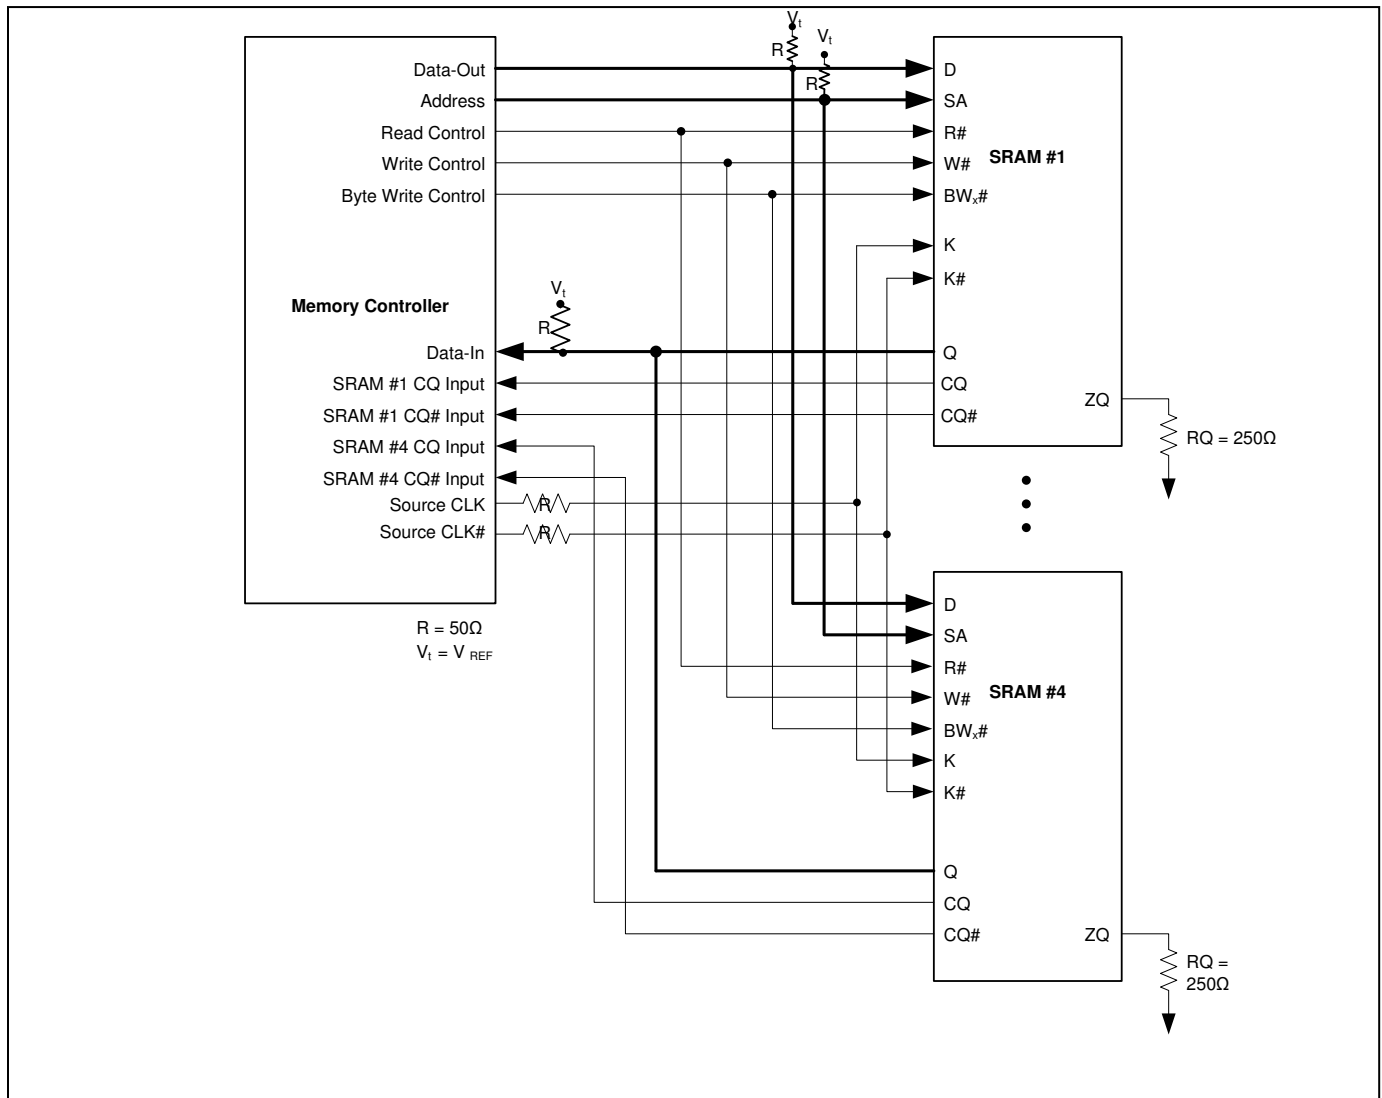 Vt
R
Vt
R
Data-Out
Address
Read Control
Write Control
Byte Write Control
Memory Controller
Vt
R
Data-In
SRAM #1 CQ Input
SRAM #1 CQ# Input
SRAM #4 CQ Input
SRAM #4 CQ# Input
Source CLK
R
Source CLK#
R
R = 50Ω
Vt = V REF
D
SA
R#
SRAM #1
W#
BWx#
K
K#
Q
CQ
CQ#
ZQ
RQ = 250Ω
D
SA
R#
SRAM #4
W#
BWx#
K
K#
Q
CQ
CQ#
ZQ
RQ =
250Ω